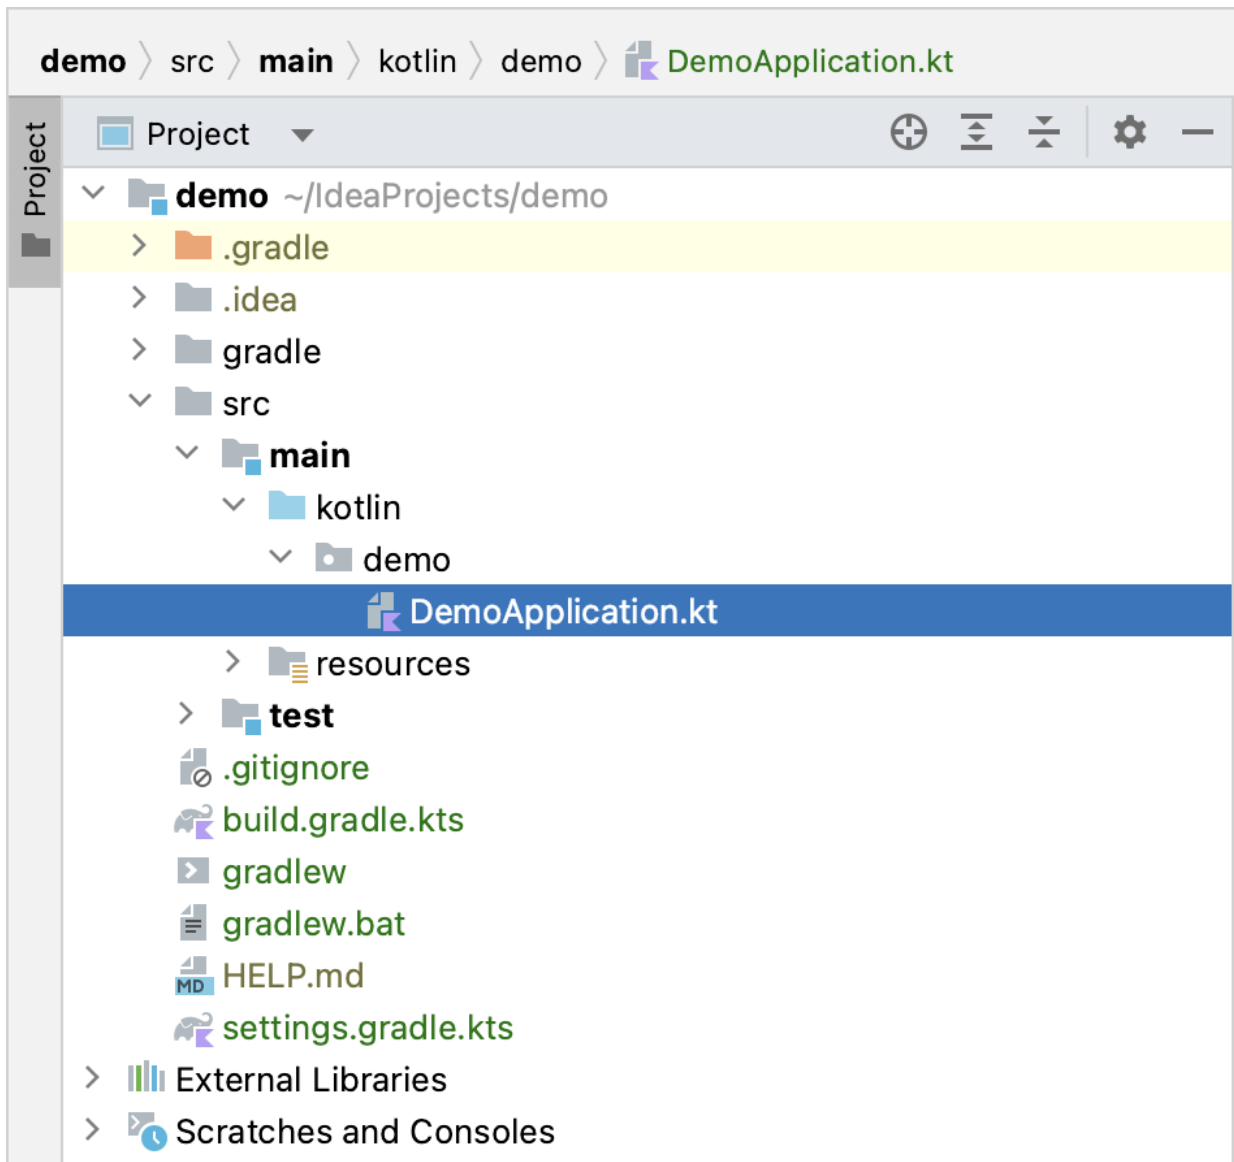 demo src main kotlin demo DemoApplication.kt
Project
Project
demo ~/IdeaProjects/demo
.gradle
.idea
gradle
src
main
kotlin
demo
DemoApplication.kt
resources
test
.gitignore
build.gradle.kts
gradlew
gradlew.bat
MD HELP.md
settings.gradle.kts
External Libraries
Scratches and Consoles